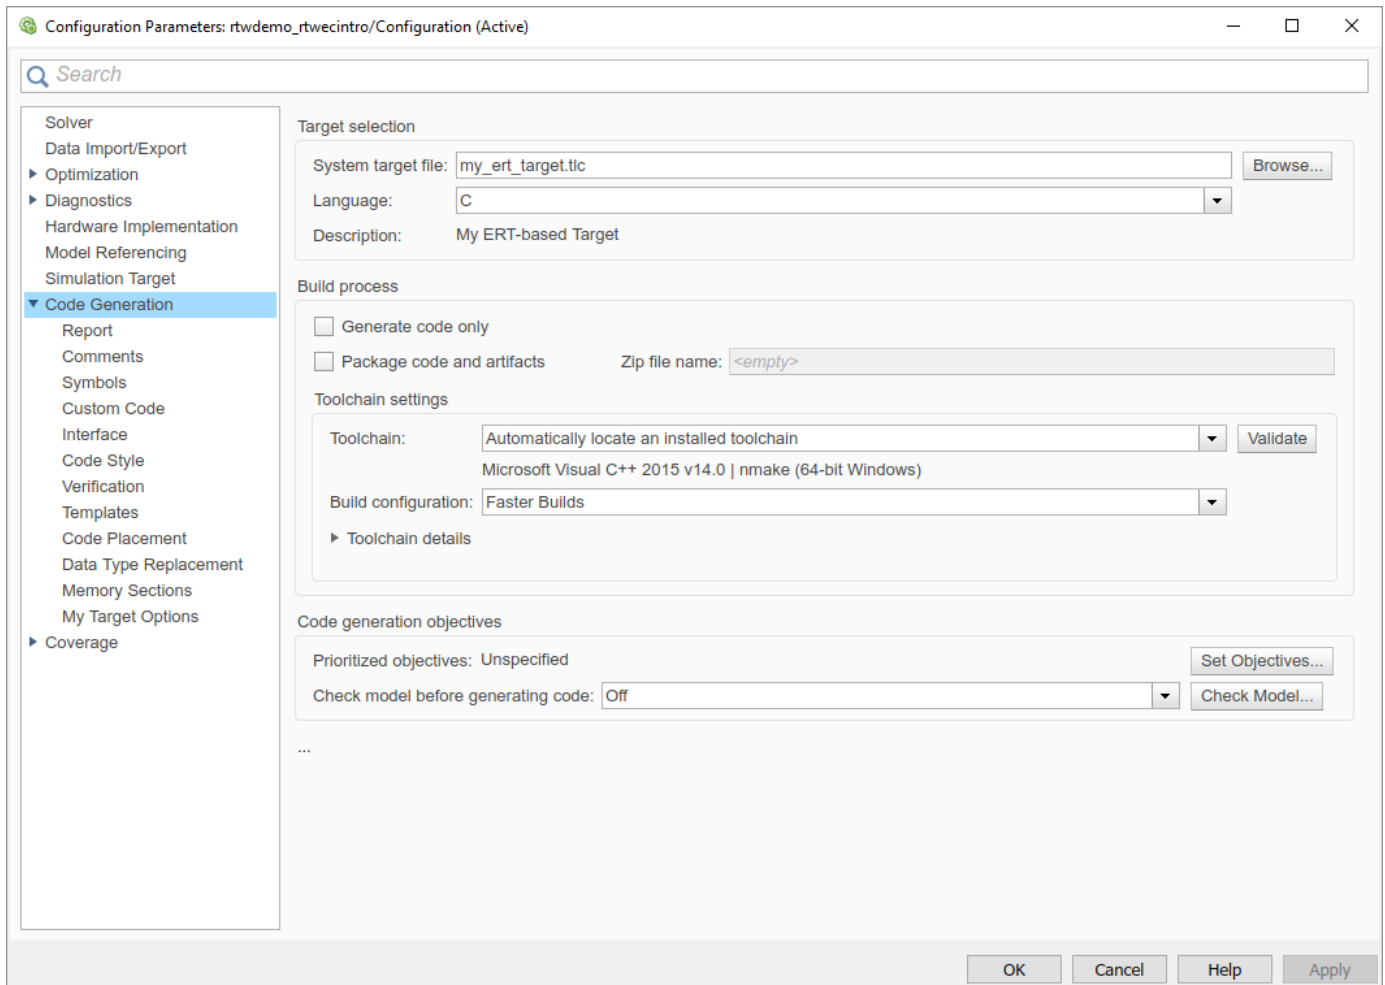 Configuration Parameters: rtwdemo_rtwecintro/Configuration (Active)
Search
Solver
Data Import/Export
Optimization
Diagnostics
Hardware Implementation
Model Referencing
Simulation Target
Code Generation
Report
Comments
Symbols
Custom Code
Interface
Code Style
Verification
Templates
Code Placement
Data Type Replacement
Memory Sections
My Target Options
Coverage
Target selection
System target file: my_ert_target.tlc Browse...
Language: C
Description: My ERT-based Target
Build process
Generate code only
Package code and artifacts Zip file name: <empty>
Toolchain settings
Toolchain: Automatically locate an installed toolchain Validate
Microsoft Visual C++ 2015 v14.0 | nmake (64-bit Windows)
Build configuration: Faster Builds
Toolchain details
Code generation objectives
Prioritized objectives: Unspecified Set Objectives...
Check model before generating code: Off Check Model...
...
OK Cancel Help Apply